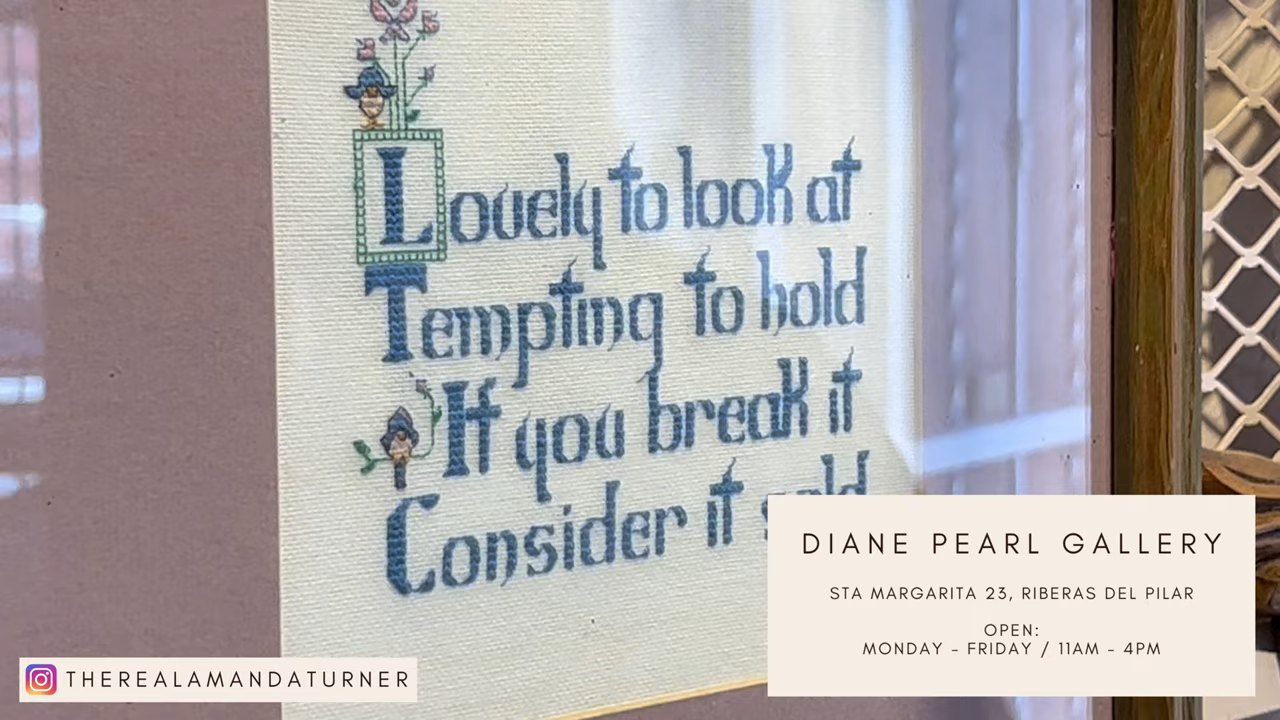 Lovely to look at
Tempting to hold
If you break it
Consider it sold
DIANE PEARL GALLERY
STA MARGARITA 23, RIBERAS DEL PILAR
OPEN:
MONDAY - FRIDAY / 11AM - 4PM
THEREALAMANDATURNER